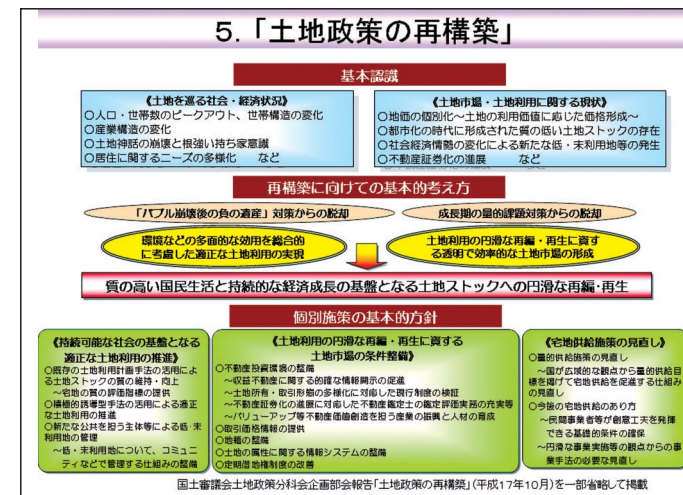 5.「土地政策の再構築」
基本認識
《土地を巡る社会・経済状況》
○人口・世帯数のピークアウト、世帯構造の変化
○産業構造の変化
○土地神話の崩壊と根強い持ち家意識
○居住に関するニーズの多様化　など
《土地市場・土地利用に関する現状》
○地価の個別化～土地の利用価値に応じた価格形成～
○都市化の時代に形成された質の低い土地ストックの存在
○社会経済情勢の変化による新たな低・未利用地等の発生
○不動産証券化の進展　など
再構築に向けての基本的考え方
「バブル崩壊後の負の遺産」対策からの脱却
成長期の量的課題対策からの脱却
環境などの多面的な効用を総合的
に考慮した適正な土地利用の実現
土地利用の円滑な再編・再生に資す
る透明で効率的な土地市場の形成
質の高い国民生活と持続的な経済成長の基盤となる土地ストックへの円滑な再編・再生
個別施策の基本的方針
《持続可能な社会の基盤となる
適正な土地利用の推進》
○既存の土地利用計画手法の活用によ
る土地ストックの質の維持・向上
～宅地の質の評価指標の提供
○積極的誘導型手法の活用による適正
な土地利用の推進
○新たな公共を担う主体等による低・未
利用地の管理
～低・未利用地について、コミュニ
ティなどで管理する仕組みの整備
《土地利用の円滑な再編・再生に資する
土地市場の条件整備》
○不動産投資環境の整備
～収益不動産に関する的確な情報開示の促進
～土地所有・取引形態の多様化に対応した現行制度の検証
～不動産証券化の進展に対応した不動産鑑定士の鑑定評価実務の充実等
～バリューアップ等不動産価値創造を担う産業の振興と人材の育成
○取引価格情報の提供
○地籍の整備
○土地の属性に関する情報システムの整備
○定期借地権制度の改善
《宅地供給施策の見直し》
○量的供給施策の見直し
～国が広域的な観点から量的供給目
標を掲げて宅地供給を促進する仕組み
の見直し
○今後の宅地供給のあり方
～民間事業者等が創意工夫を発揮
できる基礎的条件の確保
～円滑な事業実施等の観点からの事
業手法の必要な見直し
国土審議会土地政策分科会企画部会報告「土地政策の再構築」(平成17年10月)を一部省略して掲載